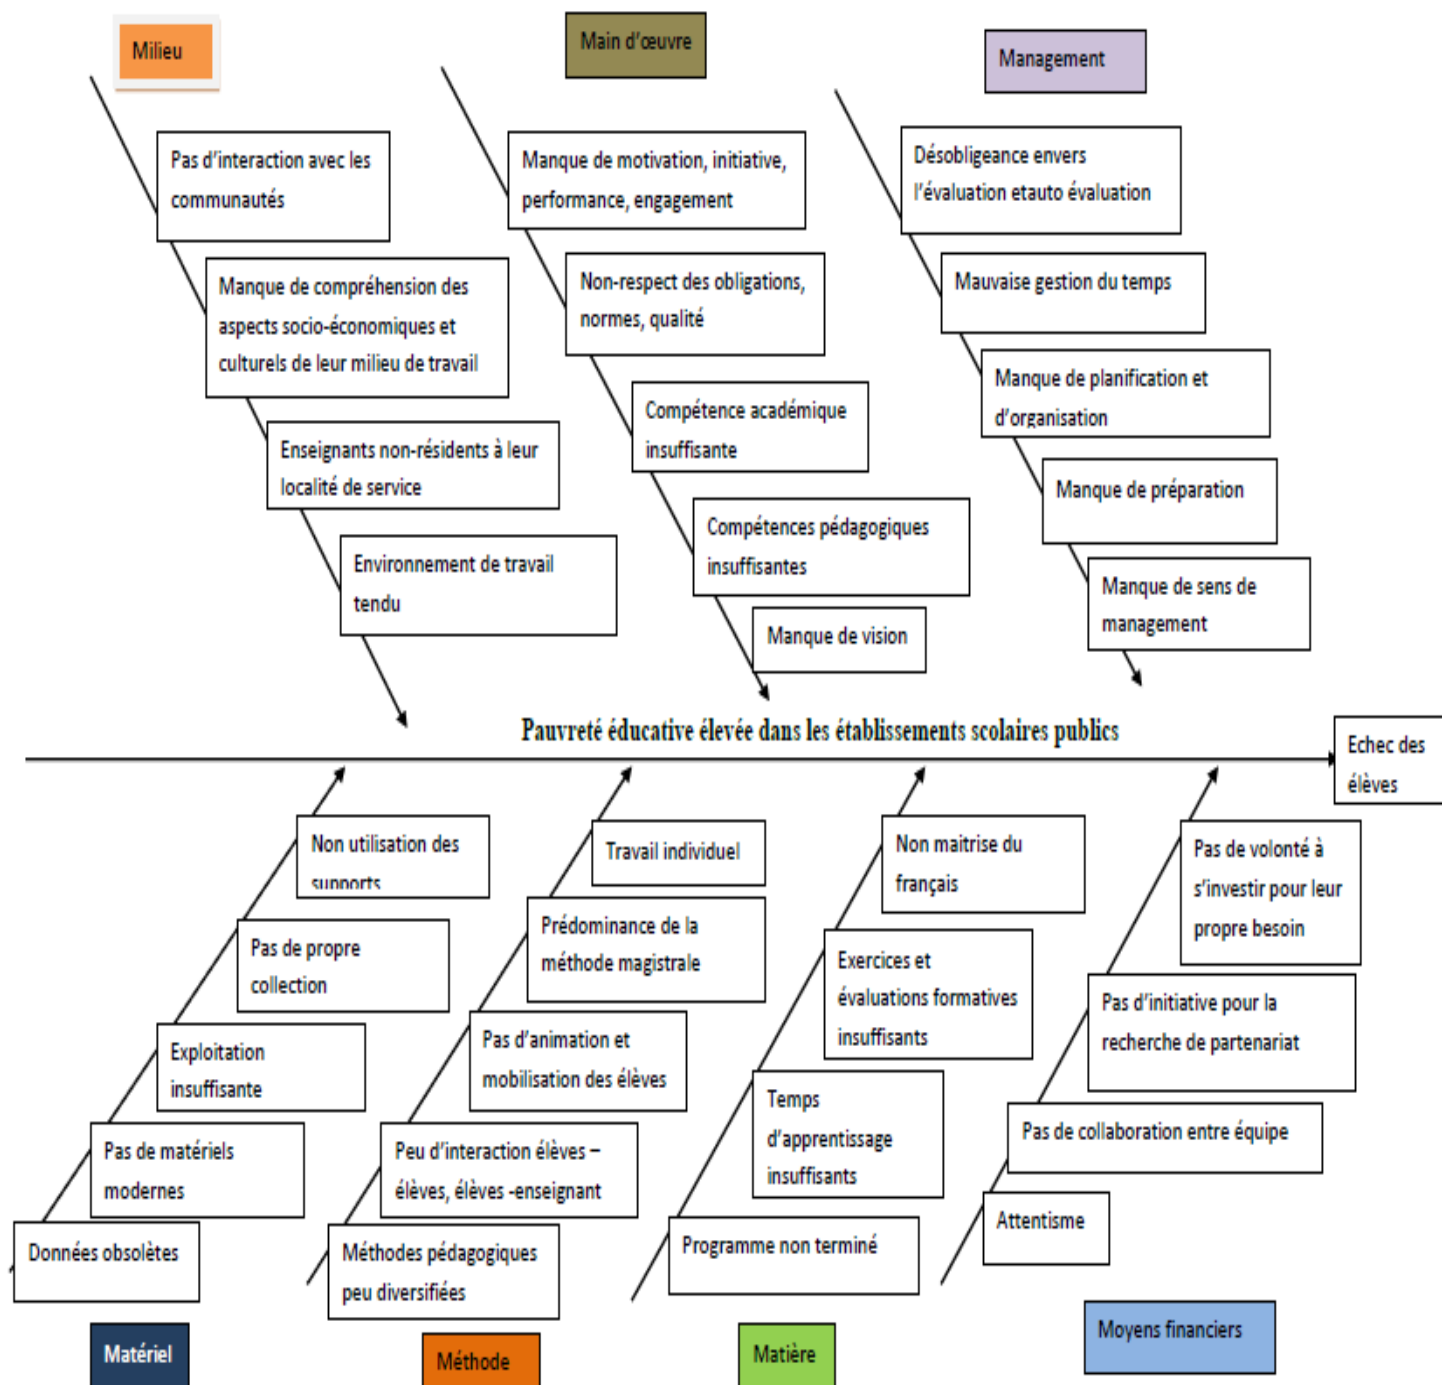 Milieu
Main d'œuvre
Management
Pas d'interaction avec les
communautés
Manque de compréhension des
aspects socio-économiques et
culturels de leur milieu de travail
Enseignants non-résidents à leur
localité de service
Environnement de travail
tendu
Manque de motivation, initiative,
performance, engagement
Non-respect des obligations,
normes, qualité
Compétence académique
insuffisante
Compétences pédagogiques
insuffisantes
Manque de vision
Désobligeance envers
l'évaluation etauto évaluation
Mauvaise gestion du temps
Manque de planification et
d'organisation
Manque de préparation
Manque de sens de
management
Pauvreté éducative élevée dans les établissements scolaires publics
Echec des
élèves
Non utilisation des
supports
Pas de propre
collection
Exploitation
insuffisante
Pas de matériels
modernes
Données obsolètes
Travail individuel
Prédominance de la
méthode magistrale
Pas d'animation et
mobilisation des élèves
Peu d'interaction élèves –
élèves, élèves -enseignant
Méthodes pédagogiques
peu diversifiées
Non maitrise du
français
Exercices et
évaluations formatives
insuffisants
Temps
d'apprentissage
insuffisants
Programme non terminé
Pas de volonté à
s'investir pour leur
propre besoin
Pas d'initiative pour la
recherche de partenariat
Pas de collaboration entre équipe
Attentisme
Matériel
Méthode
Matière
Moyens financiers